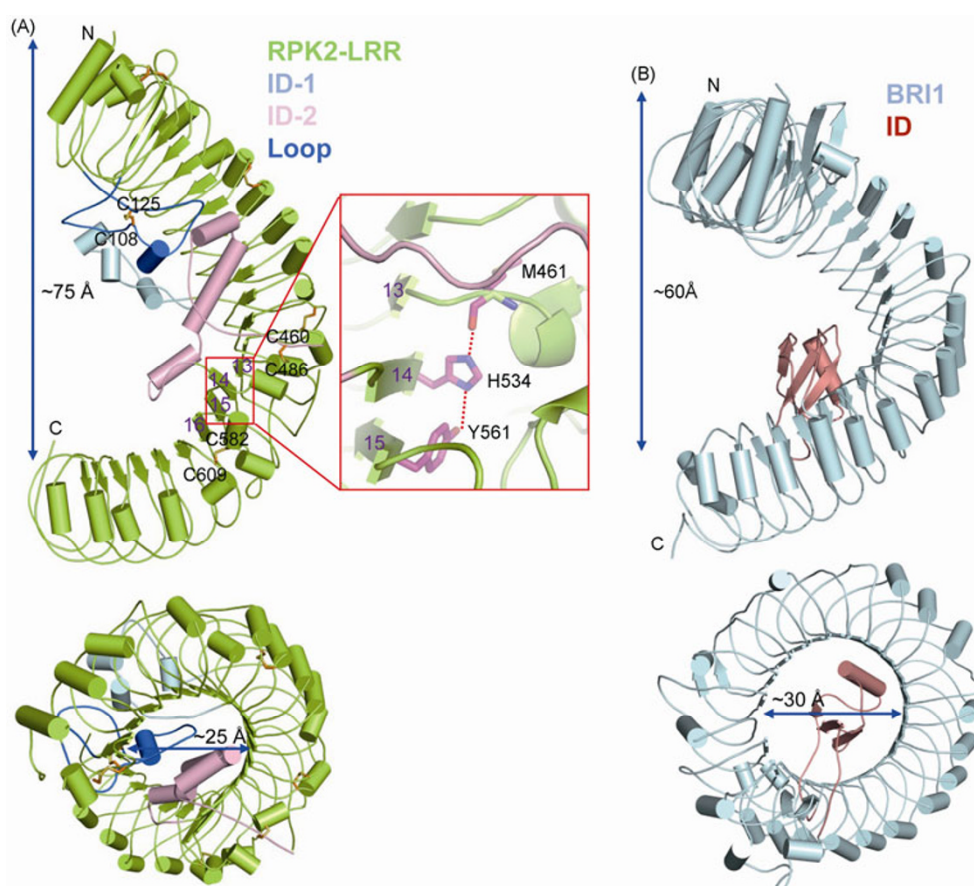 (A)
N
RPK2-LRR
ID-1
ID-2
Loop
C125
C108
~75 Å
C460
C486
13
14
15
16
C582
C609
C
M461
13
14
H534
15
Y561
~25 Å
(B)
N
BRI1
ID
~60Å
C
~30 Å